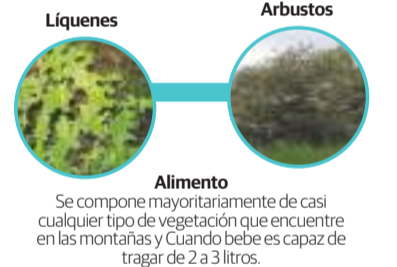 Líquenes
Arbustos
Alimento
Se compone mayoritariamente de casi
cualquier tipo de vegetación que encuentre
en las montañas y Cuando bebe es capaz de
tragar de 2 a 3 litros.